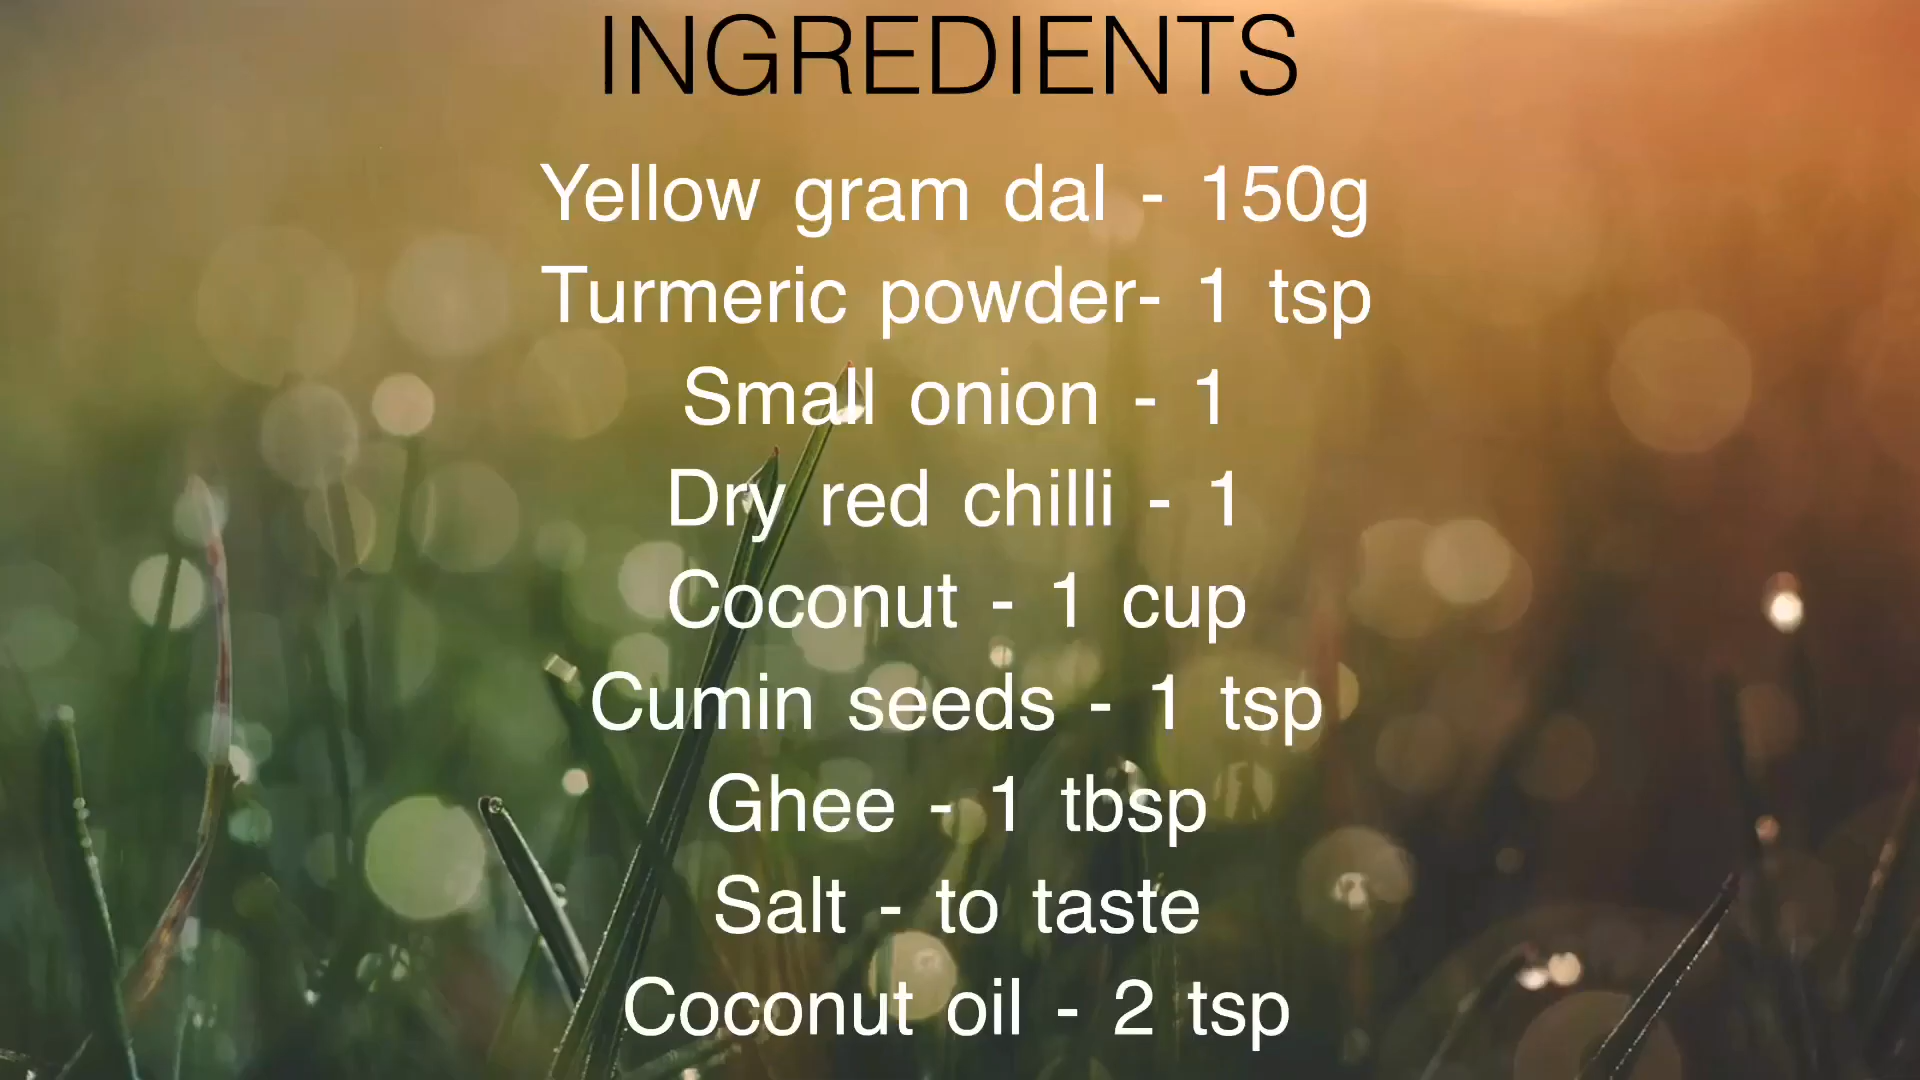 INGREDIENTS
Yellow gram dal - 150g
Turmeric powder- 1 tsp
Small onion - 1
Dry red chilli - 1
Coconut - 1 cup
Cumin seeds - 1 tsp
Ghee - 1 tbsp
Salt - to taste
Coconut oil - 2 tsp